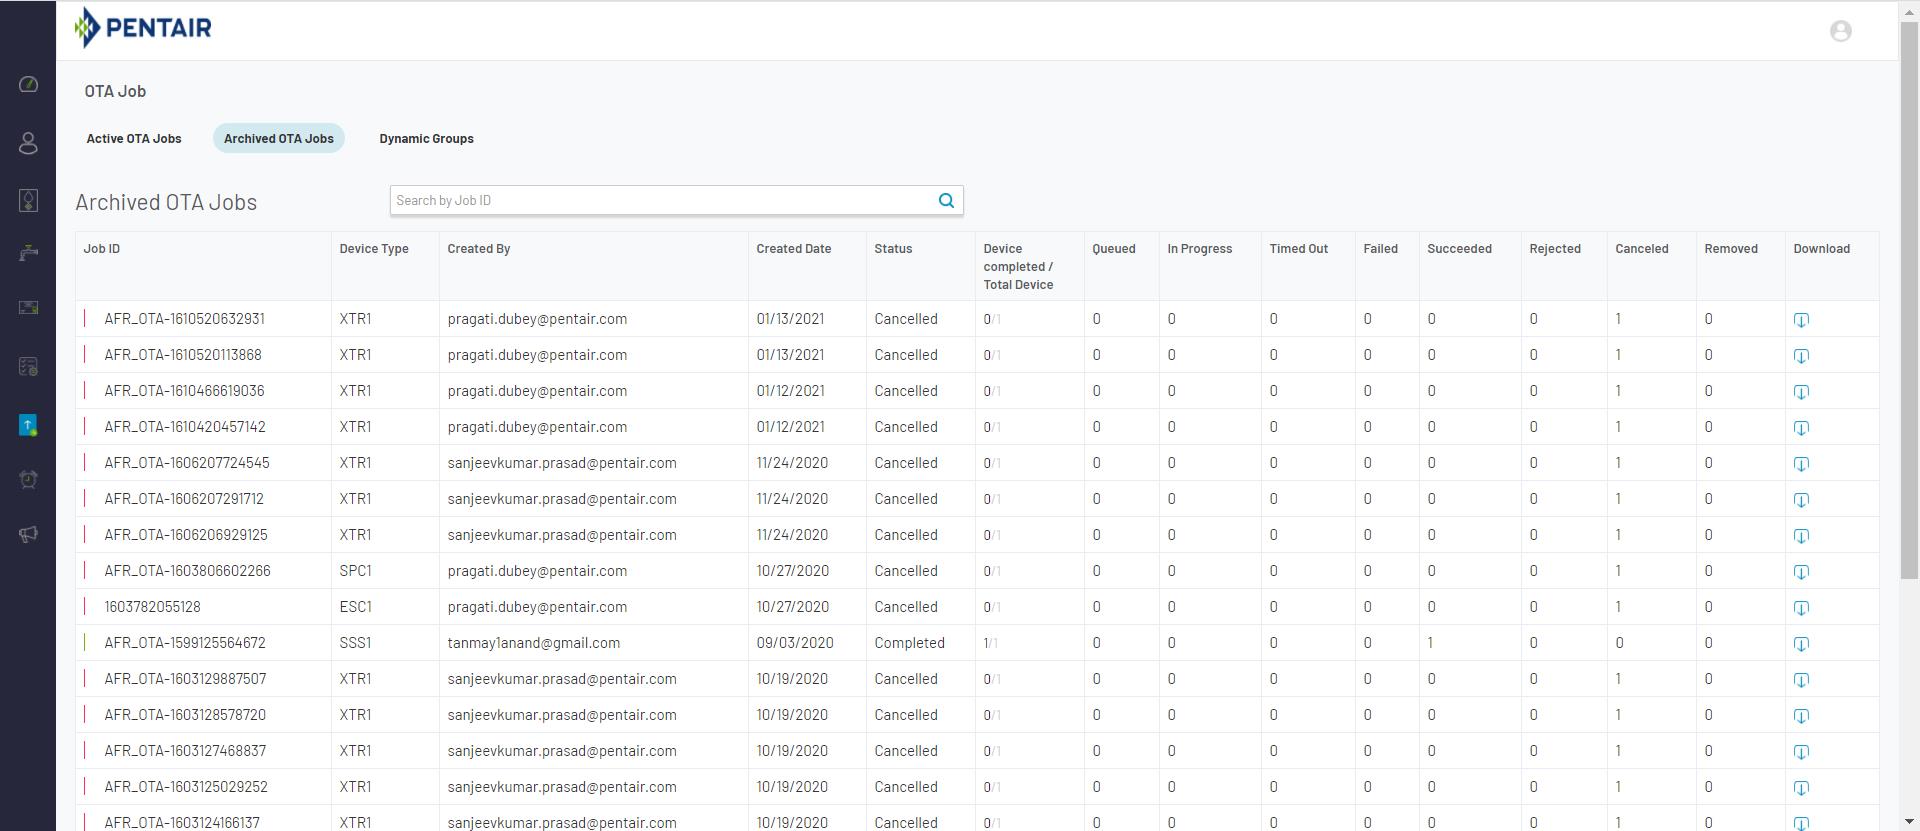 PENTAIR
OTA Job
Active OTA Jobs Archived OTA Jobs Dynamic Groups
Archived OTA Jobs Search by Job ID
Job ID Device Type Created By Created Date Status Device completed / Total Device Queued In Progress Timed Out Failed Succeeded Rejected Canceled Removed Download
AFR_OTA-1610520632931 XTR1 pragati.dubey@pentair.com 01/13/2021 Cancelled 0/1 0 0 0 0 0 0 1 0
AFR_OTA-1610520113868 XTR1 pragati.dubey@pentair.com 01/13/2021 Cancelled 0/1 0 0 0 0 0 0 1 0
AFR_OTA-1610466619036 XTR1 pragati.dubey@pentair.com 01/12/2021 Cancelled 0/1 0 0 0 0 0 0 1 0
AFR_OTA-1610420457142 XTR1 pragati.dubey@pentair.com 01/12/2021 Cancelled 0/1 0 0 0 0 0 0 1 0
AFR_OTA-1606207724545 XTR1 sanjeevkumar.prasad@pentair.com 11/24/2020 Cancelled 0/1 0 0 0 0 0 0 1 0
AFR_OTA-1606207291712 XTR1 sanjeevkumar.prasad@pentair.com 11/24/2020 Cancelled 0/1 0 0 0 0 0 0 1 0
AFR_OTA-1606206929125 XTR1 sanjeevkumar.prasad@pentair.com 11/24/2020 Cancelled 0/1 0 0 0 0 0 0 1 0
AFR_OTA-1603806602266 SPC1 pragati.dubey@pentair.com 10/27/2020 Cancelled 0/1 0 0 0 0 0 0 1 0
1603782055128 ESC1 pragati.dubey@pentair.com 10/27/2020 Cancelled 0/1 0 0 0 0 0 0 1 0
AFR_OTA-1599125564672 SSS1 tanmay1anand@gmail.com 09/03/2020 Completed 1/1 0 0 0 0 1 0 0 0
AFR_OTA-1603129887507 XTR1 sanjeevkumar.prasad@pentair.com 10/19/2020 Cancelled 0/1 0 0 0 0 0 0 1 0
AFR_OTA-1603128578720 XTR1 sanjeevkumar.prasad@pentair.com 10/19/2020 Cancelled 0/1 0 0 0 0 0 0 1 0
AFR_OTA-1603127468837 XTR1 sanjeevkumar.prasad@pentair.com 10/19/2020 Cancelled 0/1 0 0 0 0 0 0 1 0
AFR_OTA-1603125029252 XTR1 sanjeevkumar.prasad@pentair.com 10/19/2020 Cancelled 0/1 0 0 0 0 0 0 1 0
AFR_OTA-1603124166137 XTR1 sanjeevkumar.prasad@pentair.com 10/19/2020 Cancelled 0/1 0 0 0 0 0 0 1 0